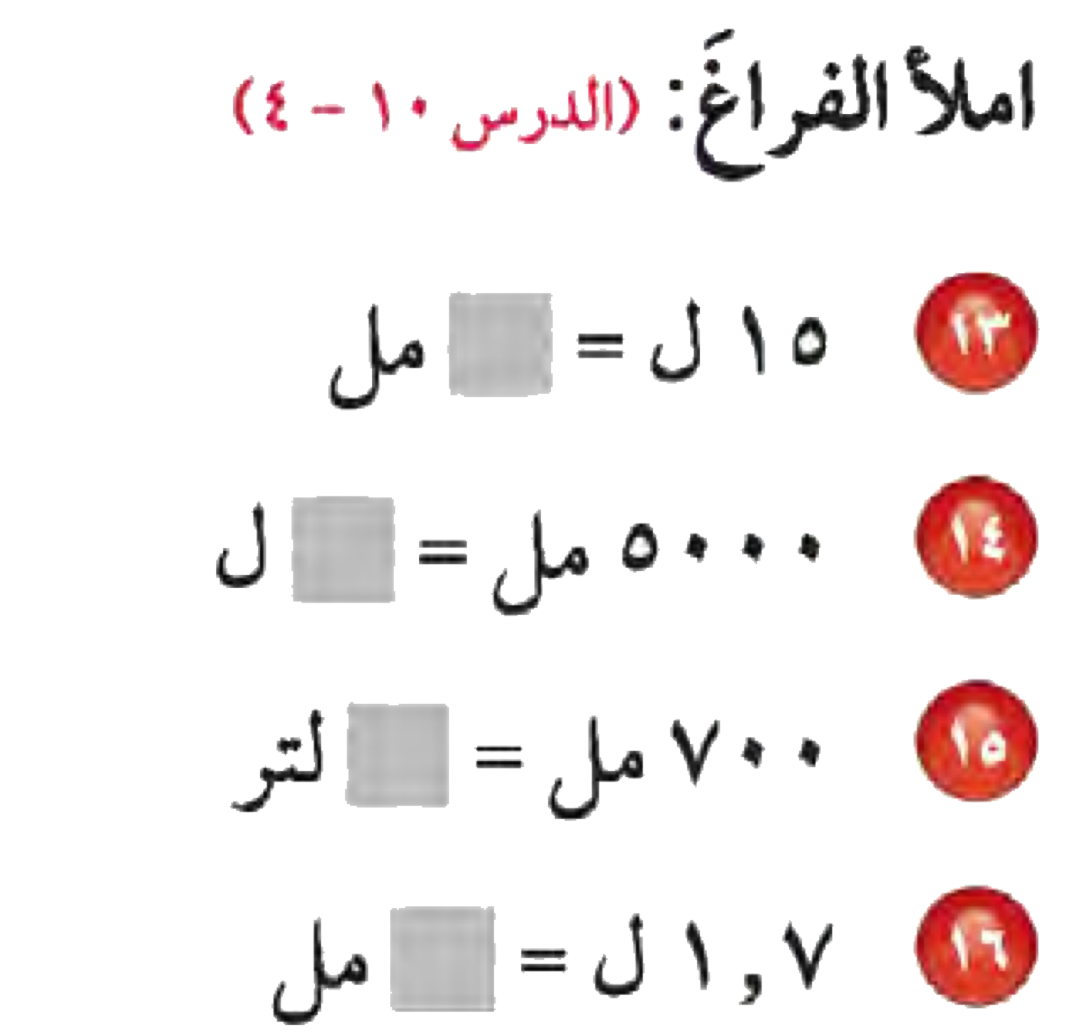 املأ الفراغَ: (الدرس ١٠ – ٤)
١٣ ١٥ ل = مل
١٤ ٥٠٠٠ مل = ل
١٥ ٧٠٠ مل = لتر
١٦ ١,٧ ل = مل